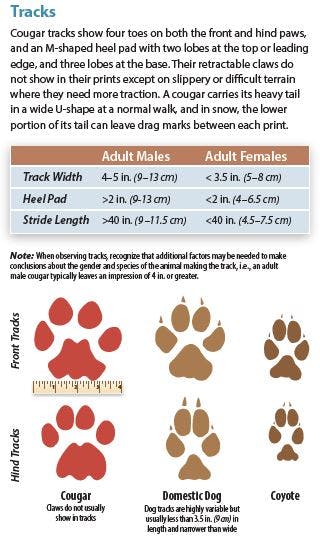 Tracks
Cougar tracks show four toes on both the front and hind paws,
and an M-shaped heel pad with two lobes at the top or leading
edge, and three lobes at the base. Their retractable claws do
not show in their prints except on slippery or difficult terrain
where they need more traction. A cougar carries its heavy tail
in a wide U-shape at a normal walk, and in snow, the lower
portion of its tail can leave drag marks between each print.
Adult Males Adult Females
Track Width 4–5 in. (9–13 cm) < 3.5 in. (5–8 cm)
Heel Pad >2 in. (9-13 cm) <2 in. (4–6.5 cm)
Stride Length >40 in. (9–11.5 cm) <40 in. (4.5–7.5 cm)
Note: When observing tracks, recognize that additional factors may be needed to make
conclusions about the gender and species of the animal making the track, i.e., an adult
male cougar typically leaves an impression of 4 in. or greater.
Front Tracks
1 2 3 4
Hind Tracks
Cougar
Claws do not usually
show in tracks
Domestic Dog
Dog tracks are highly variable but
usually less than 3.5 in. (9 cm) in
length and narrower than wide
Coyote